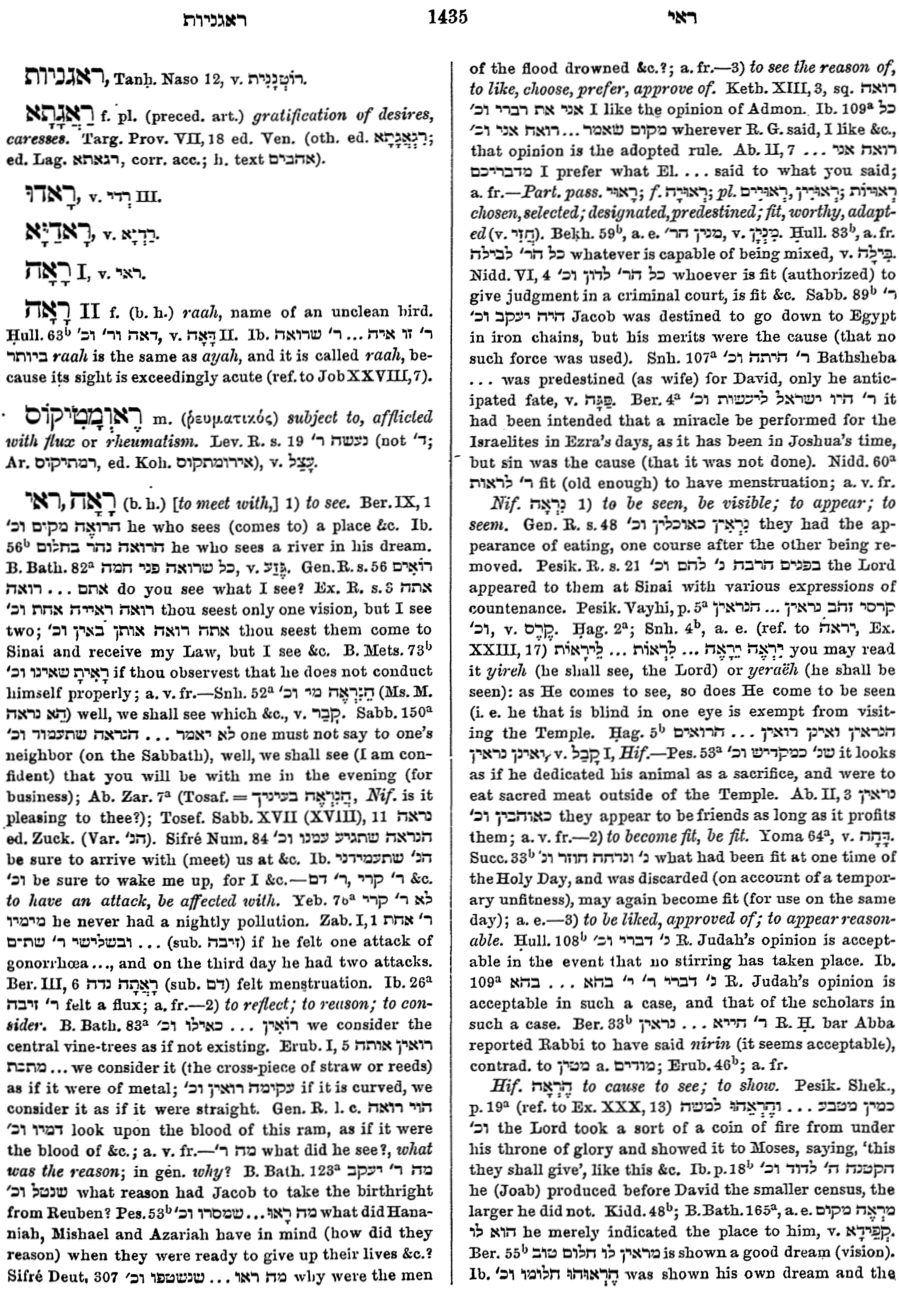 ראגניות 1435 ראי
ראגניות, Tanḥ. Naso 12, v. רוֹטְנָנִית.
רַאֲגָתָא f. pl. (preced. art.) gratification of desires,
caresses. Targ. Prov. VII, 18 ed. Ven. (oth. ed.
ed. Lag. רגאתא, corr. acc.; h. text אהבים).
רָאדוּ, v. רְדֵי III.
רָאדַיָּא, v. רַדְיָא.
רָאָה I, v. ראי.
רָאָה II f. (b. h.) raah, name of an unclean bird.
Ḥull. 63ᵇ דאה ור׳ וכ׳, v. דָּאָה II. Ib. ר׳ זו איה ... ר׳ שרואה
ביותר raah is the same as ayah, and it is called raah, be-
cause its sight is exceedingly acute (ref. to Job XXVIII, 7).
רֶאוּמָטִיקוֹס m. (ῥευματικός) subject to, afflicted
with flux or rheumatism. Lev. R. s. 19 נעשה ר׳ (not ד׳;
Ar. רמתיקוס, ed. Koh. אירומתקוס), v. עָצֵל.
רָאָה, ראי (b. h.) [to meet with,] 1) to see. Ber. IX, 1
הרואה מקום וכ׳ he who sees (comes to) a place &c. Ib.
56ᵇ הרואה נהר בחלום he who sees a river in his dream.
B. Bath. 82ᵃ כל שרואה פני חמה, v. גֶּזַע. Gen. R. s. 56 רוֹאִים
אתם ... רואה do you see what I see? Ex. R. s. 3 אתה
רואה ראייה אחת וכ׳ thou seest only one vision, but I see
two; אתה רואה אותן באין וכ׳ thou seest them come to
Sinai and receive my Law, but I see &c. B. Mets. 73ᵇ
רָאִיתָ שאינו וכ׳ if thou observest that he does not conduct
himself properly; a. v. fr.—Snh. 52ᵃ הֲנִרְאֶה מי וכ׳ (Ms. M.
הָא נראה) well, we shall see which &c., v. קְבַר. Sabb. 150ᵃ
לא יאמר ... הנראה שתעמוד וכ׳ one must not say to one's
neighbor (on the Sabbath), well, we shall see (I am con-
fident) that you will be with me in the evening (for
business); Ab. Zar. 7ᵃ (Tosaf. = הֲנִרְאֶה בעיניך, Nif. is it
pleasing to thee?); Tosef. Sabb. XVII (XVIII), 11 נראה
ed. Zuck. (Var. הנ׳). Sifré Num. 84 הנראה שתגיע עמנו וכ׳
be sure to arrive with (meet) us at &c. Ib. הנ׳ שתעמידני
וכ׳ be sure to wake me up, for I &c.—ר׳ קרי, ר׳ דם &c.
to have an attack, be affected with. Yeb. 76ᵃ לא ר׳ קרי
מימיו he never had a nightly pollution. Zab. I, 1 ר׳ אחת
ובשלישי ר׳ שתים ... (sub. זיבה) if he felt one attack of
gonorrhœa ..., and on the third day he had two attacks.
Ber. III, 6 רָאֲתָה נדה (sub. דם) felt menstruation. Ib. 26ᵃ
ר׳ זיבה felt a flux; a. fr.—2) to reflect; to reason; to con-
sider. B. Bath. 83ᵃ רוֹאִין ... כאילו וכ׳ we consider the
central vine-trees as if not existing. Erub. I, 5 רואין אותה
מתכת ... we consider it (the cross-piece of straw or reeds)
as if it were of metal; עקומה רואין וכ׳ if it is curved, we
consider it as if it were straight. Gen. R. l. c. הוי רואה
דמיו וכ׳ look upon the blood of this ram, as if it were
the blood of &c.; a. v. fr.—מה ר׳ what did he see?, what
was the reason; in gen. why? B. Bath. 123ᵃ מה ר׳ יעקב
שנטל וכ׳ what reason had Jacob to take the birthright
from Reuben? Pes. 53ᵇ מה רָאוּ ... שמסרו וכ׳ what did Hana-
niah, Mishael and Azariah have in mind (how did they
reason) when they were ready to give up their lives &c.?
Sifré Deut. 307 מה ראו ... שנשטפו וכ׳ why were the men
of the flood drowned &c.?; a. fr.—3) to see the reason of,
to like, choose, prefer, approve of. Keth. XIII, 3, sq. רואה
אני את דברי וכ׳ I like the opinion of Admon. Ib. 109ᵃ כל
מקום שאמר ... רואה אני וכ׳ wherever R. G. said, I like &c.,
that opinion is the adopted rule. Ab. II, 7 רואה אני ...
מדבריכם I prefer what El. ... said to what you said;
a. fr.—Part. pass. רָאוּי; f. רְאוּיָה; pl. רְאוּיִים, רְאוּיִין; רְאוּיוֹת
chosen, selected; designated, predestined; fit, worthy, adapt-
ed (v. חֲזֵי). Bekh. 59ᵇ, a. e. מנין הר׳, v. מִנְיָן. Ḥull. 83ᵇ, a. fr.
כל הר׳ לבילה whatever is capable of being mixed, v. בִּילָה.
Nidd. VI, 4 כל הר׳ לדון וכ׳ whoever is fit (authorized) to
give judgment in a criminal court, is fit &c. Sabb. 89ᵇ ר׳
היה יעקב וכ׳ Jacob was destined to go down to Egypt
in iron chains, but his merits were the cause (that no
such force was used). Snh. 107ᵃ ר׳ היתה וכ׳ Bathsheba
... was predestined (as wife) for David, only he antic-
ipated fate, v. פַּגָּה. Ber. 4ᵃ ר׳ היו ישראל ליעשות וכ׳ it
had been intended that a miracle be performed for the
Israelites in Ezra's days, as it has been in Joshua's time,
but sin was the cause (that it was not done). Nidd. 60ᵃ
ר׳ לראות fit (old enough) to have menstruation; a. v. fr.
Nif. נִרְאָה 1) to be seen, be visible; to appear; to
seem. Gen. R. s. 48 נִרְאִין כאוכלין וכ׳ they had the ap-
pearance of eating, one course after the other being re-
moved. Pesik. R. s. 21 בפנים הרבה נ׳ להם וכ׳ the Lord
appeared to them at Sinai with various expressions of
countenance. Pesik. Vayhi, p. 5ᵃ קרסי זהב נראין ... הנראין
וכ׳, v. קֶרֶס. Ḥag. 2ᵃ; Snh. 4ᵇ, a. e. (ref. to יראה, Ex.
XXIII, 17) יִרְאֶה יֵרָאֶה ... לִרְאוֹת ... לֵירָאוֹת you may read
it yireh (he shall see, the Lord) or yeraëh (he shall be
seen): as He comes to see, so does He come to be seen
(i. e. he that is blind in one eye is exempt from visit-
ing the Temple. Ḥag. 5ᵇ הנראין ואינן רואין ... הרואים
ואינן נראין, v. קָבַל I, Hif.—Pes. 53ᵃ שנ׳ כמקדיש וכ׳ it looks
as if he dedicated his animal as a sacrifice, and were to
eat sacred meat outside of the Temple. Ab. II, 3 נראין
כאוהבין וכ׳ they appear to be friends as long as it profits
them; a. v. fr.—2) to become fit, be fit. Yoma 64ᵃ, v. דָּחָה.
Succ. 33ᵇ נ׳ ונדחה חוזר ונ׳ what had been fit at one time of
the Holy Day, and was discarded (on account of a tempor-
ary unfitness), may again become fit (for use on the same
day); a. e.—3) to be liked, approved of; to appear reason-
able. Ḥull. 108ᵇ נ׳ דברי וכ׳ R. Judah's opinion is accept-
able in the event that no stirring has taken place. Ib.
109ᵃ נ׳ דברי ר׳ י׳ בהא ... בהא R. Judah's opinion is
acceptable in such a case, and that of the scholars in
such a case. Ber. 33ᵇ ר׳ חייא ... נראין R. H. bar Abba
reported Rabbi to have said nirin (it seems acceptable),
contrad. to מטין a. מודים; Erub. 46ᵇ; a. fr.
Hif. הֶרְאָה to cause to see; to show. Pesik. Shek.,
p. 19ᵃ (ref. to Ex. XXX, 13) כמין מטבע ... וְהֶרְאָהוּ למשה
וכ׳ the Lord took a sort of a coin of fire from under
his throne of glory and showed it to Moses, saying, 'this
they shall give', like this &c. Ib. p. 18ᵇ הקטנה ה׳ לדוד וכ׳
he (Joab) produced before David the smaller census, the
larger he did not. Kidd. 48ᵇ; B. Bath. 165ᵃ, a. e. מַרְאֶה מקום
הוא לו he merely indicated the place to him, v. קְפֵידָא.
Ber. 55ᵇ מראין לו חלום טוב is shown a good dream (vision).
Ib. הֶרְאוּהוּ חלומו וכ׳ was shown his own dream and the